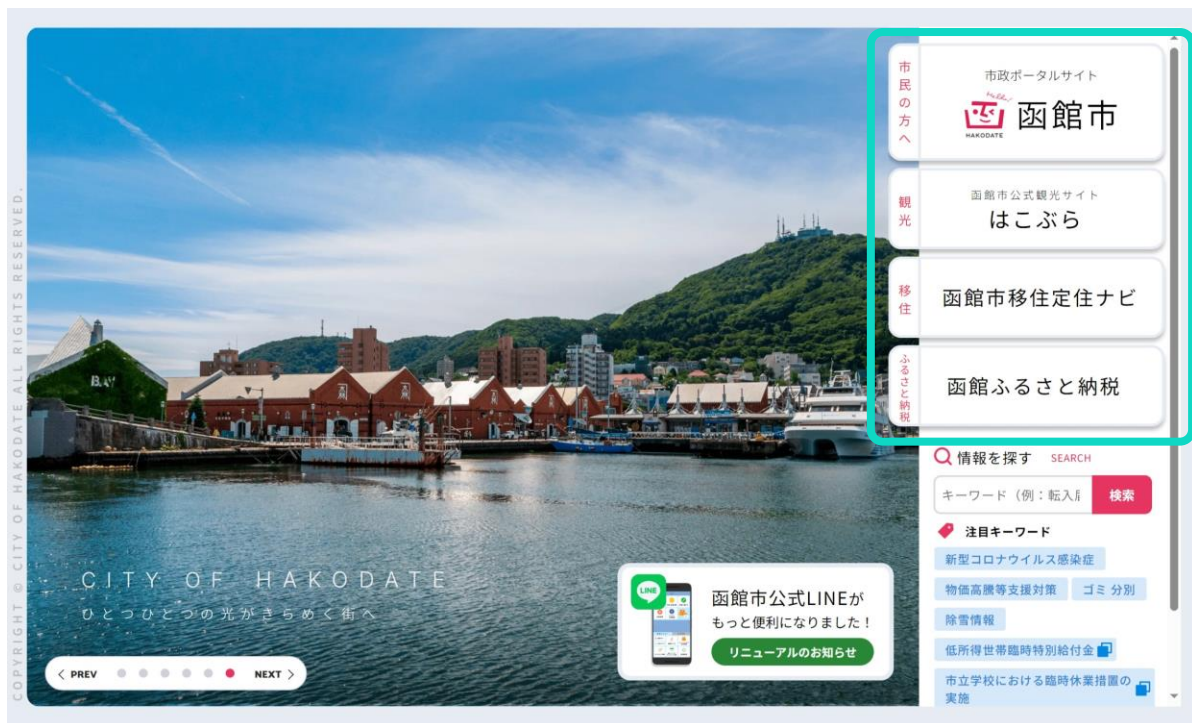 市民の方へ
市政ポータルサイト
Hello!
HAKODATE
函館市
観光
函館市公式観光サイト
はこぶら
移住
函館市移住定住ナビ
ふるさと納税
函館ふるさと納税
情報を探す SEARCH
キーワード（例：転入届
検索
注目キーワード
新型コロナウイルス感染症
物価高騰等支援対策 ゴミ 分別
除雪情報
低所得世帯臨時特別給付金
市立学校における臨時休業措置の
実施
COPYRIGHT © CITY OF HAKODATE ALL RIGHTS RESERVED.
BAY
CITY OF HAKODATE
ひとつひとつの光がきらめく街へ
< PREV NEXT >
LINE
函館市公式LINEが
もっと便利になりました！
リニューアルのお知らせ